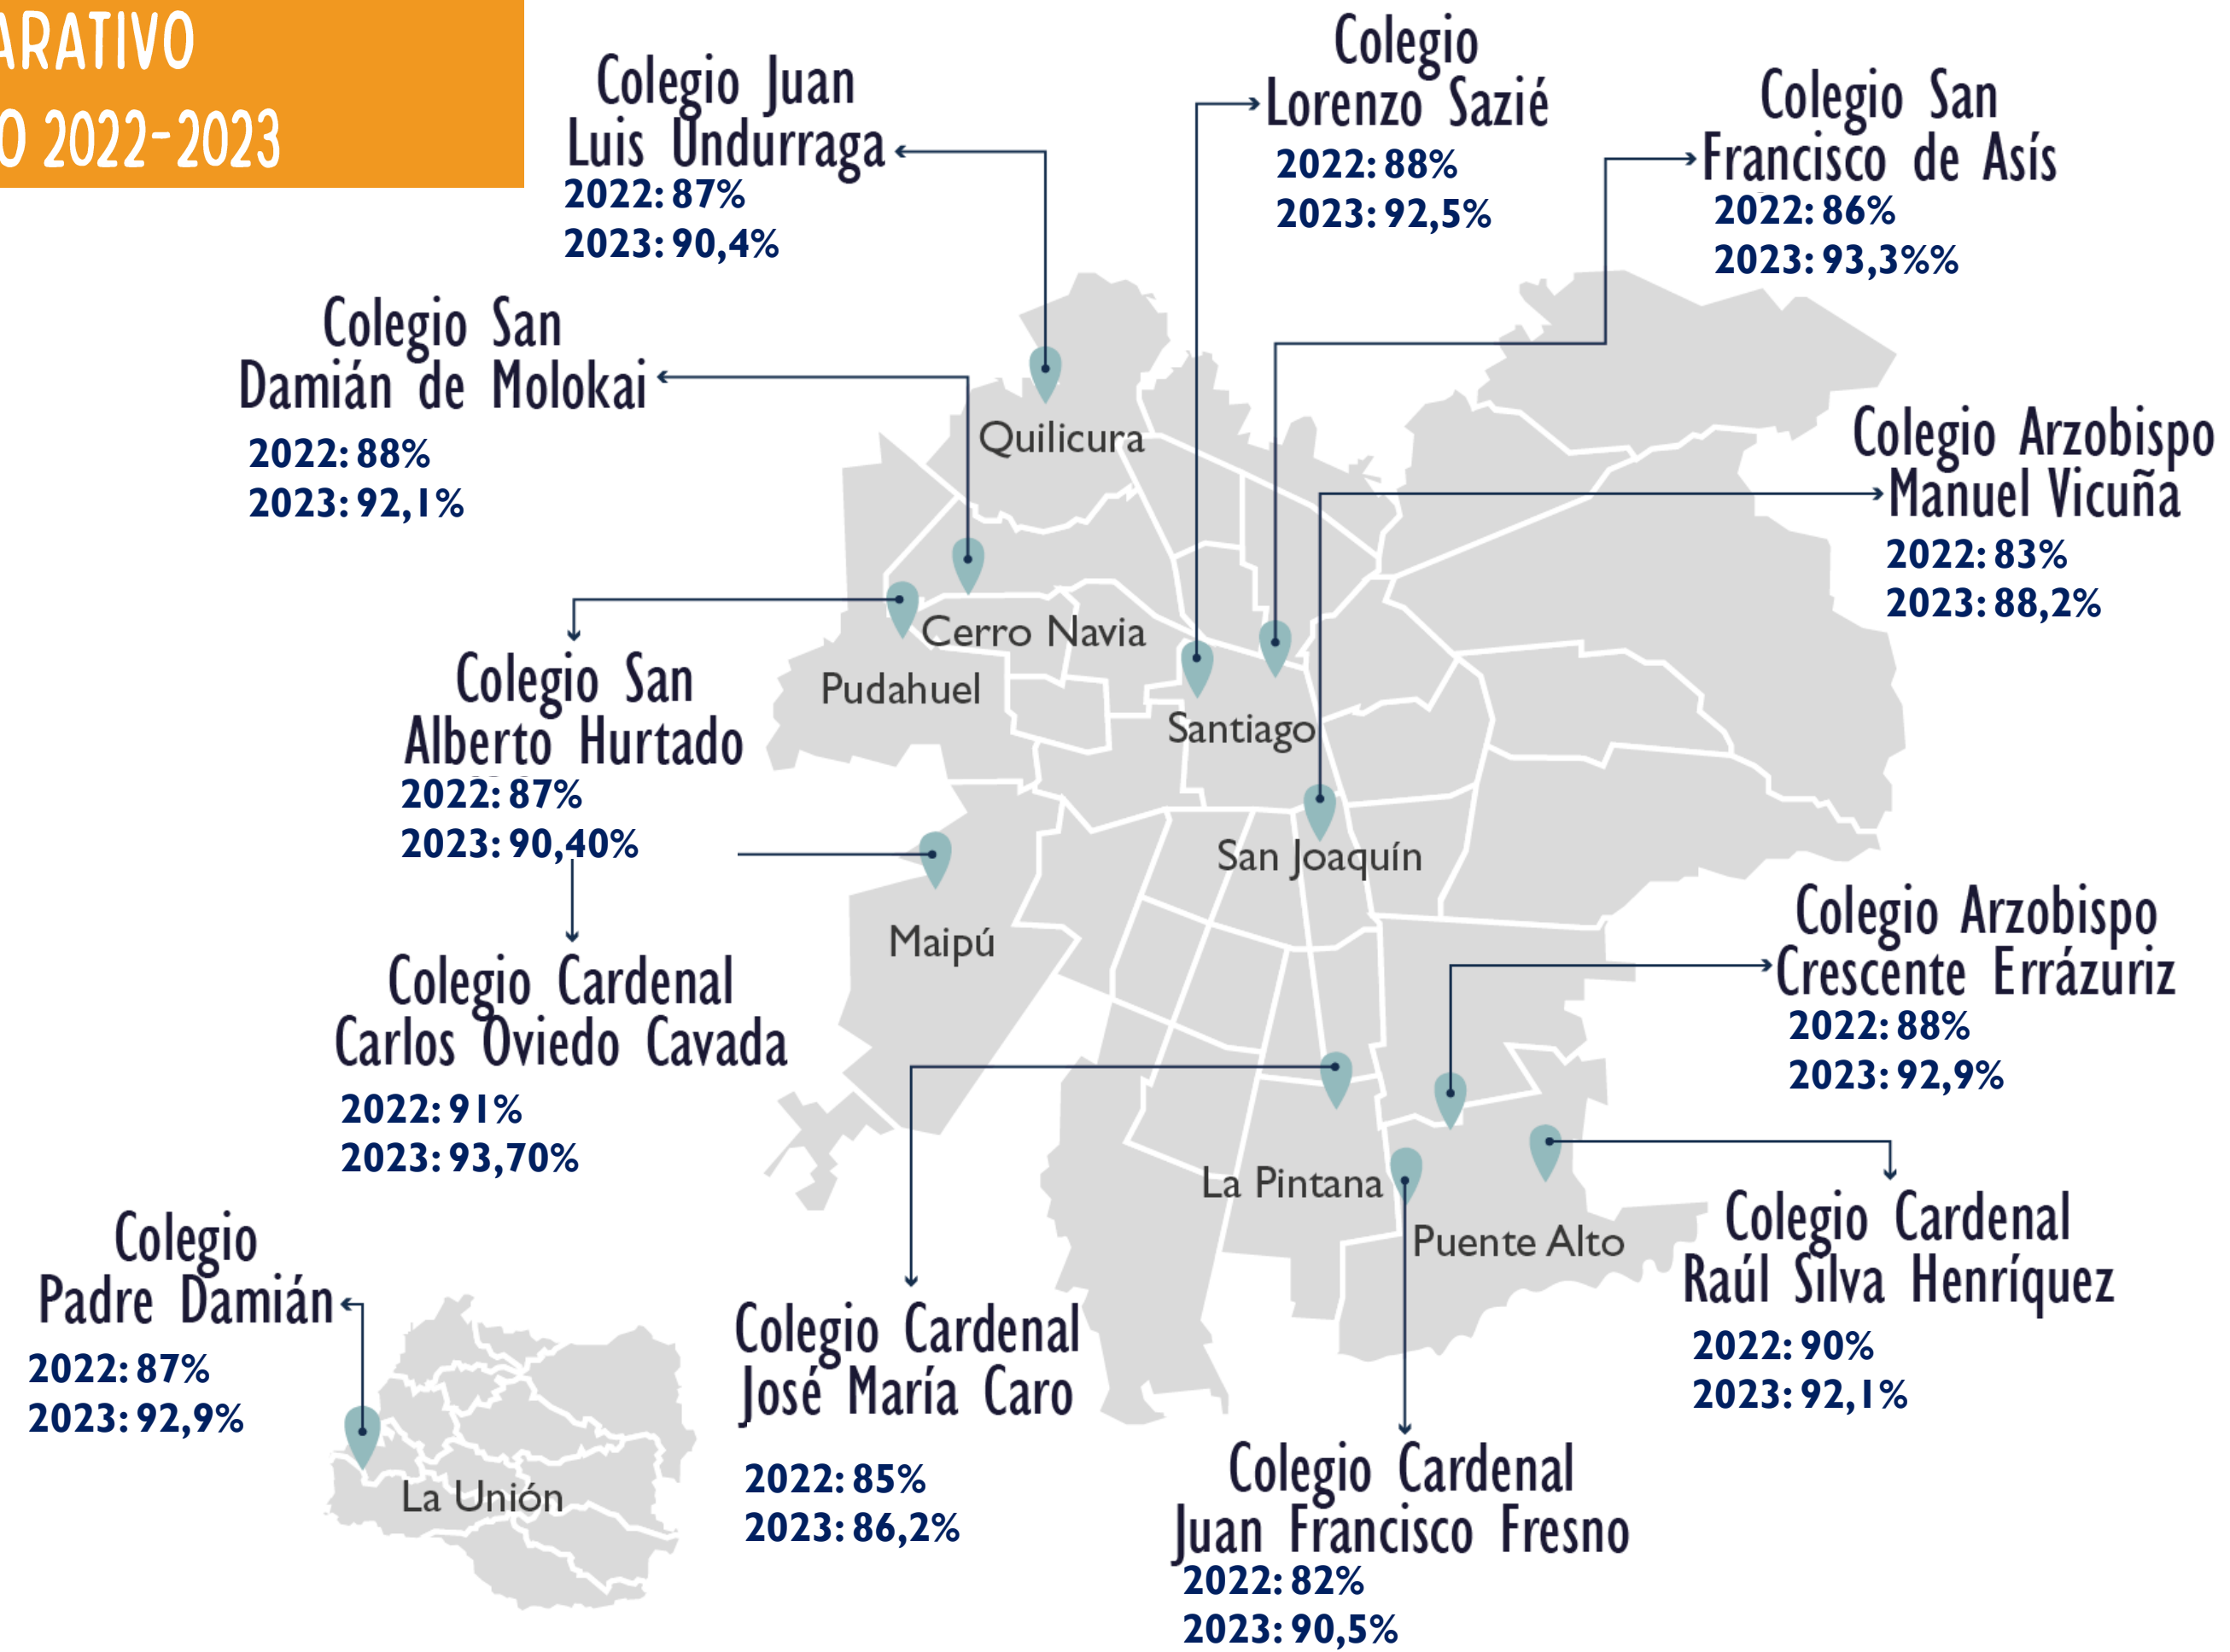 ARATIVO
O 2022-2023
Colegio Juan
Luis Undurraga
2022: 87%
2023: 90,4%
Colegio
Lorenzo Sazié
2022: 88%
2023: 92,5%
Colegio San
Francisco de Asís
2022: 86%
2023: 93,3%%
Colegio San
Damián de Molokai
2022: 88%
2023: 92,1%
Colegio Arzobispo
Manuel Vicuña
2022: 83%
2023: 88,2%
Quilicura
Cerro Navia
Pudahuel
Santiago
San Joaquín
Maipú
Colegio San
Alberto Hurtado
2022: 87%
2023: 90,40%
Colegio Cardenal
Carlos Oviedo Cavada
2022: 91%
2023: 93,70%
Colegio Arzobispo
Crescente Errázuriz
2022: 88%
2023: 92,9%
La Pintana
Puente Alto
Colegio Cardenal
Raúl Silva Henríquez
2022: 90%
2023: 92,1%
Colegio
Padre Damián
2022: 87%
2023: 92,9%
La Unión
Colegio Cardenal
José María Caro
2022: 85%
2023: 86,2%
Colegio Cardenal
Juan Francisco Fresno
2022: 82%
2023: 90,5%